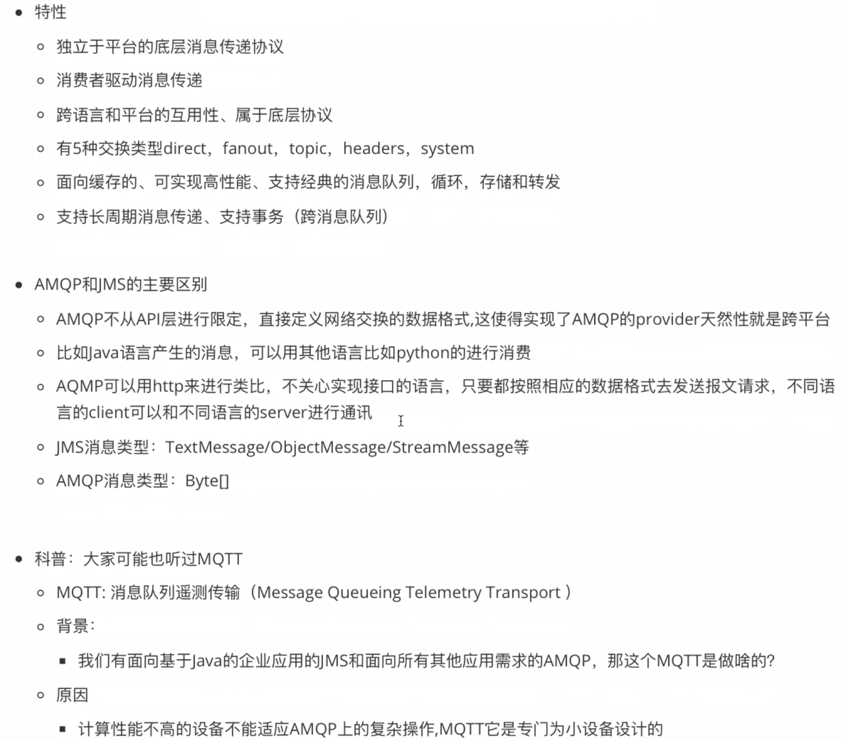 特性
独立于平台的底层消息传递协议
消费者驱动消息传递
跨语言和平台的互用性、属于底层协议
有5种交换类型direct，fanout，topic，headers，system
面向缓存的、可实现高性能、支持经典的消息队列，循环，存储和转发
支持长周期消息传递、支持事务（跨消息队列）
AMQP和JMS的主要区别
AMQP不从API层进行限定，直接定义网络交换的数据格式,这使得实现了AMQP的provider天然性就是跨平台
比如Java语言产生的消息，可以用其他语言比如python的进行消费
AQMP可以用http来进行类比，不关心实现接口的语言，只要都按照相应的数据格式去发送报文请求，不同语
言的client可以和不同语言的server进行通讯
JMS消息类型：TextMessage/ObjectMessage/StreamMessage等
AMQP消息类型：Byte[]
科普：大家可能也听过MQTT
MQTT: 消息队列遥测传输（Message Queueing Telemetry Transport ）
背景：
我们有面向基于Java的企业应用的JMS和面向所有其他应用需求的AMQP，那这个MQTT是做啥的?
原因
计算性能不高的设备不能适应AMQP上的复杂操作,MQTT它是专门为小设备设计的